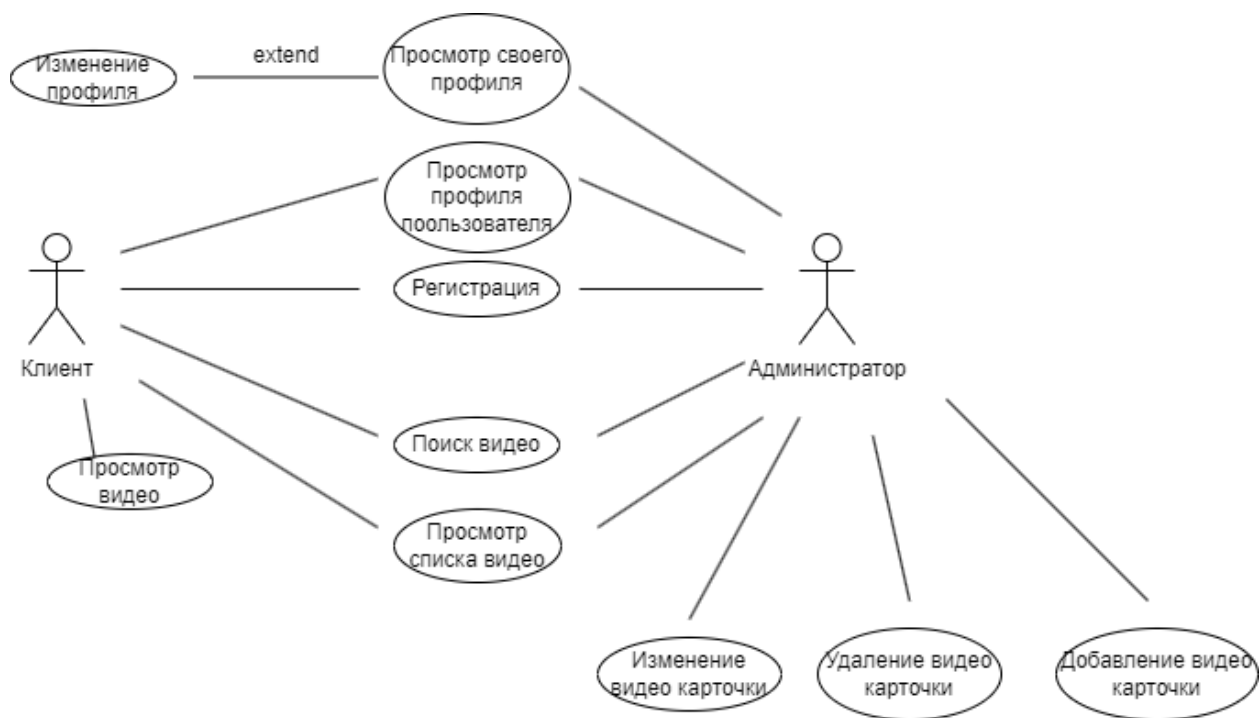 extend
Изменение
профиля
Просмотр своего
профиля
Просмотр
профиля
поользователя
Регистрация
Клиент
Администратор
Поиск видео
Просмотр
видео
Просмотр
списка видео
Изменение
видео карточки
Удаление видео
карточки
Добавление видео
карточки